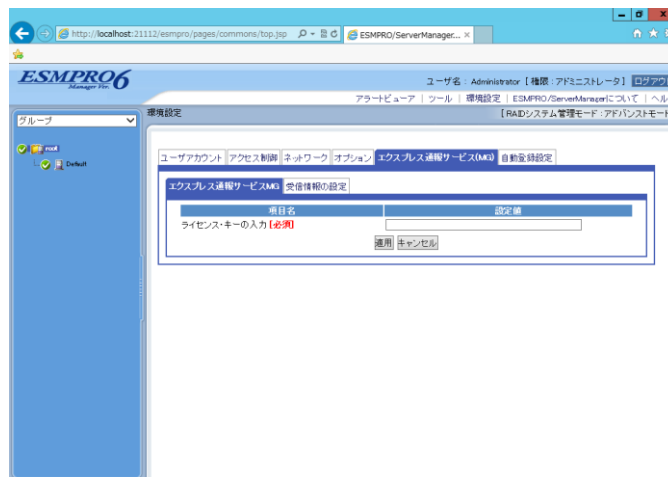 http://localhost:21112/esmpro/pages/commons/top.jsp
ESMPRO/ServerManager...
ESMPRO6
Manager Ver.
ユーザ名 : Administrator [ 権限 : アドミニストレータ ] ログアウ
アラートビューア | ツール | 環境設定 | ESMPRO/ServerManagerについて | ヘル
グループ
環境設定
[ RAIDシステム管理モード : アドバンストモー
root
Default
ユーザアカウント アクセス制御 ネットワーク オプション エクスプレス通報サービス(MG) 自動登録設定
エクスプレス通報サービスMG 受信情報の設定
項目名 設定値
ライセンス・キーの入力 [必須]
適用 キャンセル